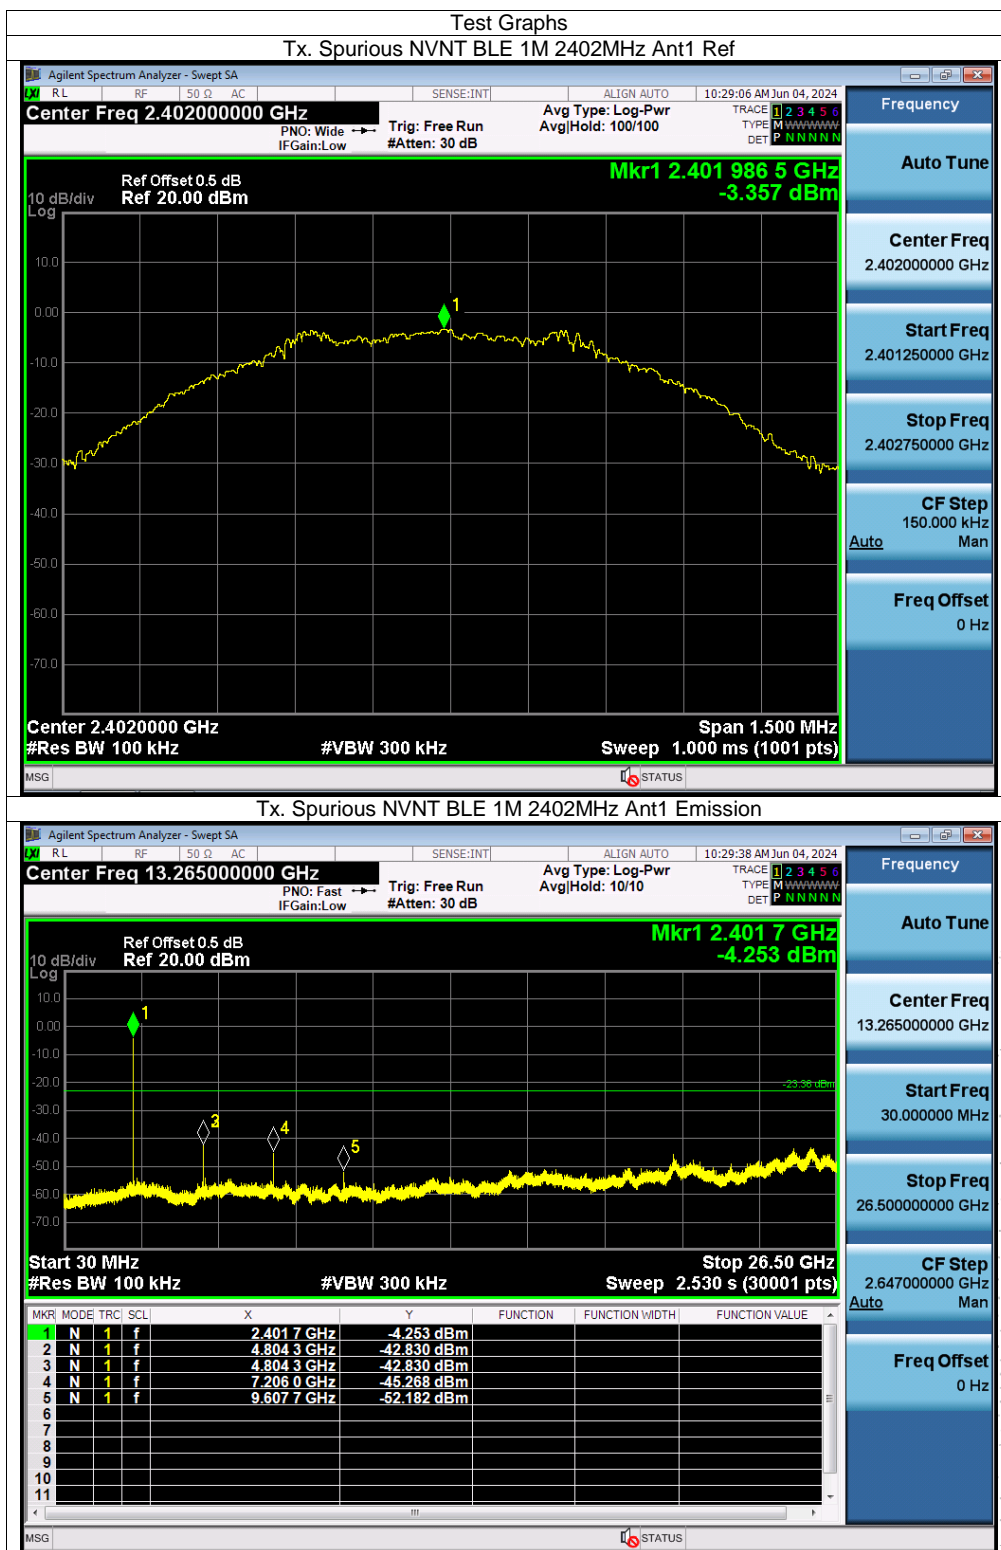 Test Graphs
Tx. Spurious NVNT BLE 1M 2402MHz Ant1 Ref
Agilent Spectrum Analyzer - Swept SA
LXI RL RF 50 Ω AC SENSE:INT ALIGN AUTO 10:29:06 AM Jun 04, 2024
Center Freq 2.402000000 GHz
PNO: Wide
IFGain:Low
Trig: Free Run
#Atten: 30 dB
Avg Type: Log-Pwr
Avg|Hold: 100/100
TRACE 1 2 3 4 5 6
TYPE M WWWWW
DET P N N N N N
Frequency
Auto Tune
Center Freq
2.402000000 GHz
Start Freq
2.401250000 GHz
Stop Freq
2.402750000 GHz
CF Step
150.000 kHz
Auto Man
Freq Offset
0 Hz
Mkr1 2.401 986 5 GHz
-3.357 dBm
Ref Offset 0.5 dB
10 dB/div Ref 20.00 dBm
Log
10.0
0.00
-10.0
-20.0
-30.0
-40.0
-50.0
-60.0
-70.0
1
Center 2.4020000 GHz Span 1.500 MHz
#Res BW 100 kHz #VBW 300 kHz Sweep 1.000 ms (1001 pts)
MSG STATUS
Tx. Spurious NVNT BLE 1M 2402MHz Ant1 Emission
Agilent Spectrum Analyzer - Swept SA
LXI RL RF 50 Ω AC SENSE:INT ALIGN AUTO 10:29:38 AM Jun 04, 2024
Center Freq 13.265000000 GHz
PNO: Fast
IFGain:Low
Trig: Free Run
#Atten: 30 dB
Avg Type: Log-Pwr
Avg|Hold: 10/10
TRACE 1 2 3 4 5 6
TYPE M WWWWW
DET P N N N N N
Frequency
Auto Tune
Center Freq
13.265000000 GHz
Start Freq
30.000000 MHz
Stop Freq
26.500000000 GHz
CF Step
2.647000000 GHz
Auto Man
Freq Offset
0 Hz
Mkr1 2.401 7 GHz
-4.253 dBm
Ref Offset 0.5 dB
10 dB/div Ref 20.00 dBm
Log
10.0
0.00
-10.0
-20.0
-30.0
-40.0
-50.0
-60.0
-70.0
1
-23.36 dBm
3
4
5
Start 30 MHz Stop 26.50 GHz
#Res BW 100 kHz #VBW 300 kHz Sweep 2.530 s (30001 pts)
MKR MODE TRC SCL X Y FUNCTION FUNCTION WIDTH FUNCTION VALUE
1 N 1 f 2.401 7 GHz -4.253 dBm
2 N 1 f 4.804 3 GHz -42.830 dBm
3 N 1 f 4.804 3 GHz -42.830 dBm
4 N 1 f 7.206 0 GHz -45.268 dBm
5 N 1 f 9.607 7 GHz -52.182 dBm
6
7
8
9
10
11
MSG STATUS